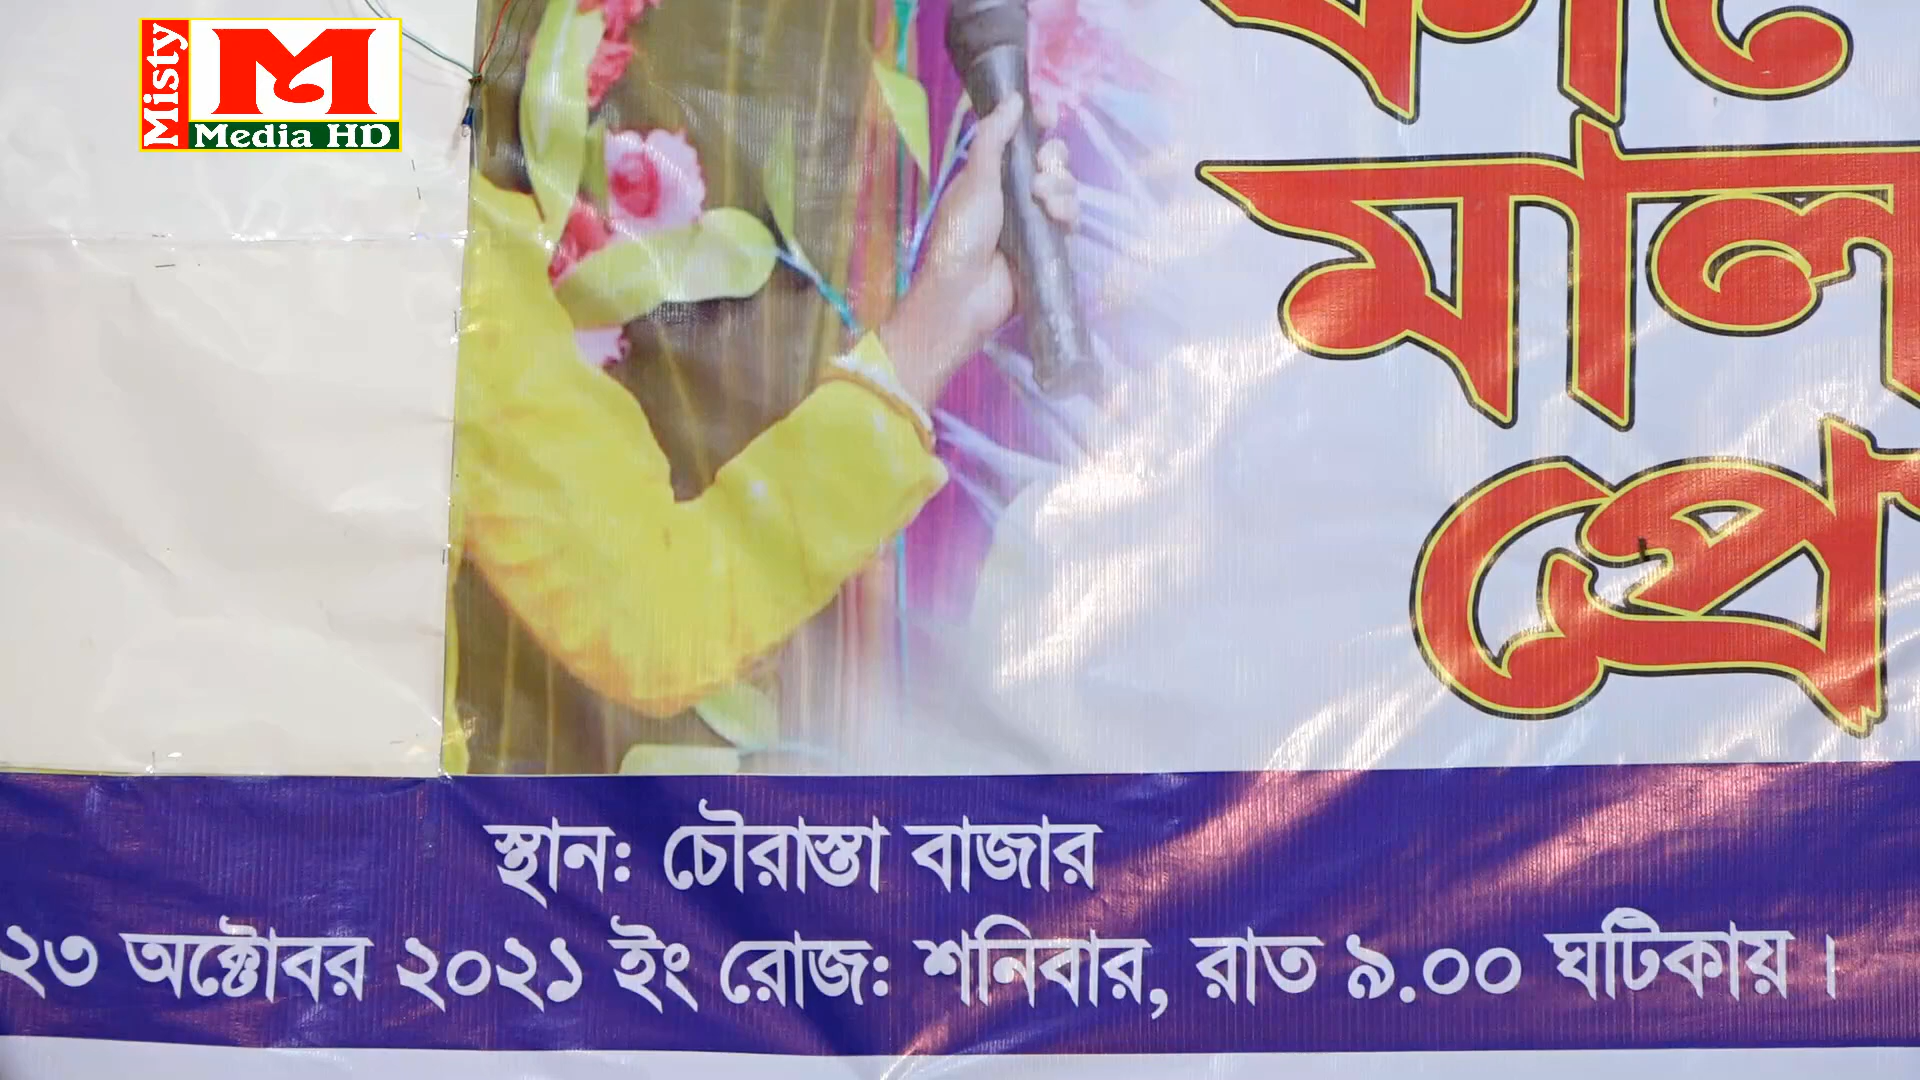 Misty
Media HD
স্থান: চৌরাস্তা বাজার
২৩ অক্টোবর ২০২১ ইং রোজ: শনিবার, রাত ৯.০০ ঘটিকায়।